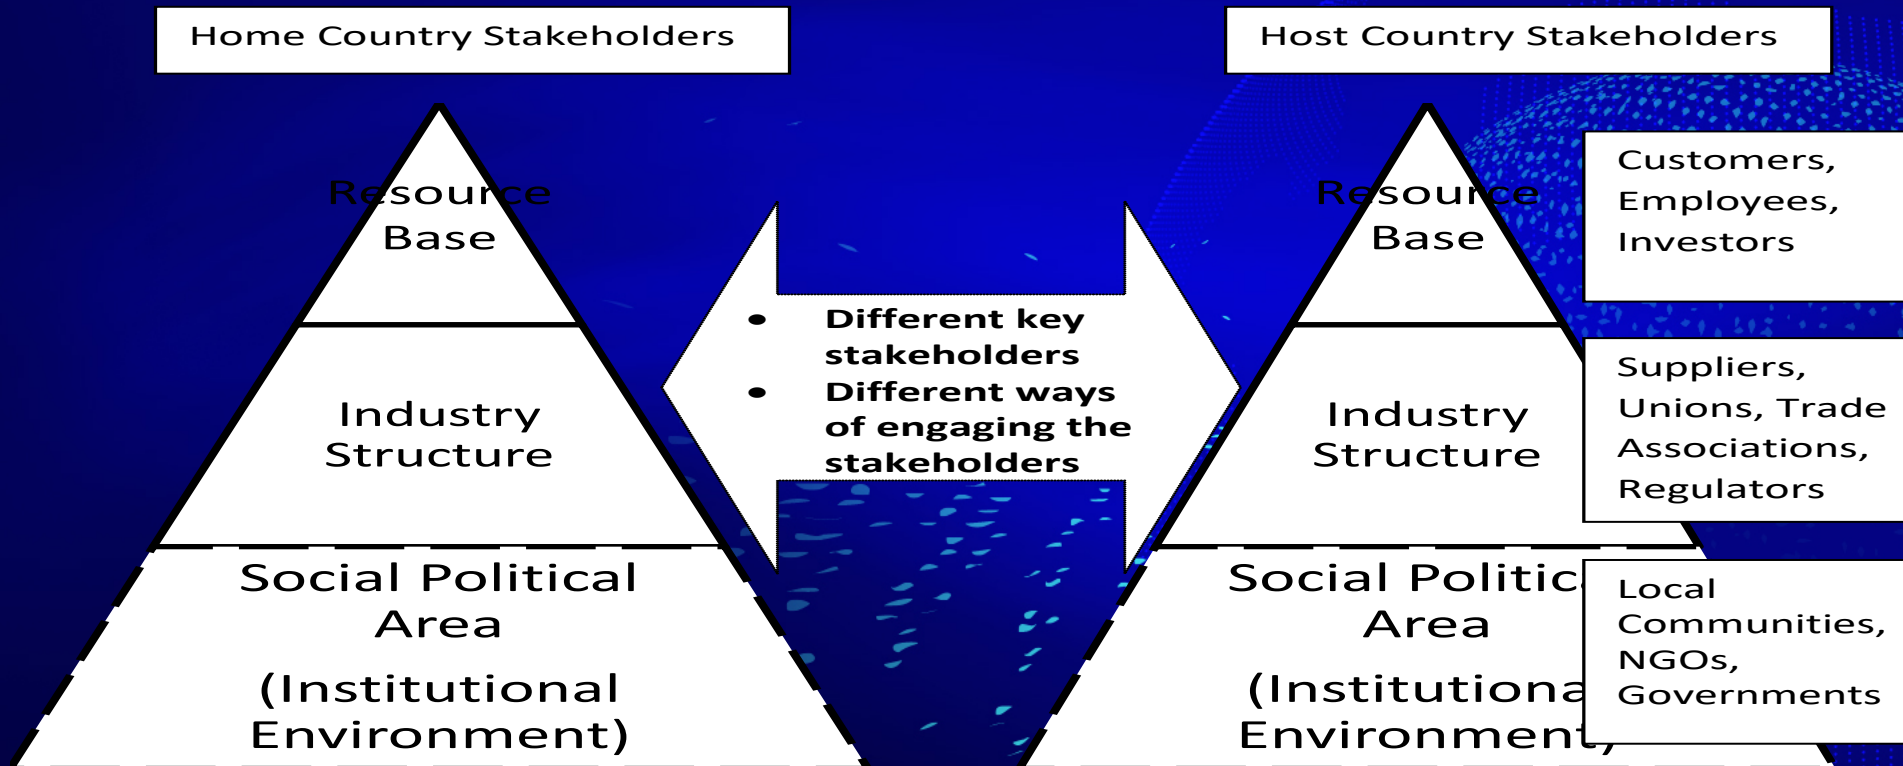 Home Country Stakeholders
Host Country Stakeholders
Resource
Base
Industry
Structure
Social Political
Area
(Institutional
Environment)
• Different key
stakeholders
• Different ways
of engaging the
stakeholders
Resource
Base
Industry
Structure
Social Politic
Area
(Institutiona
Environment)
Customers,
Employees,
Investors
Suppliers,
Unions, Trade
Associations,
Regulators
Local
Communities,
NGOs,
Governments